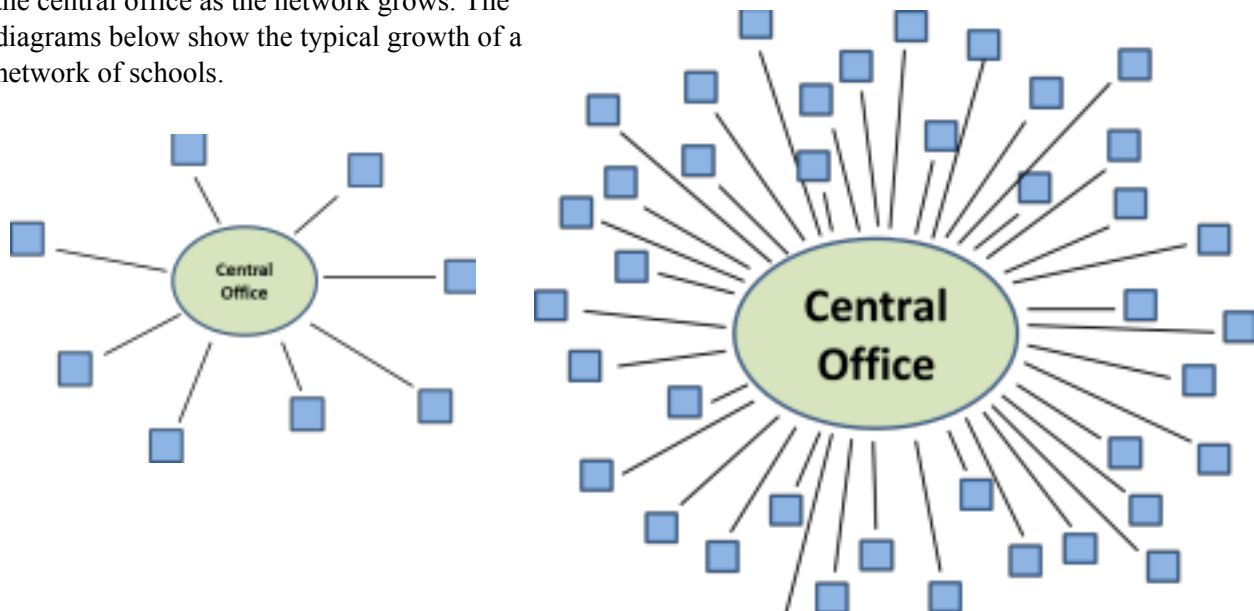 the central office as the network grows. The
diagrams below show the typical growth of a
network of schools.
Central
Office
Central
Office